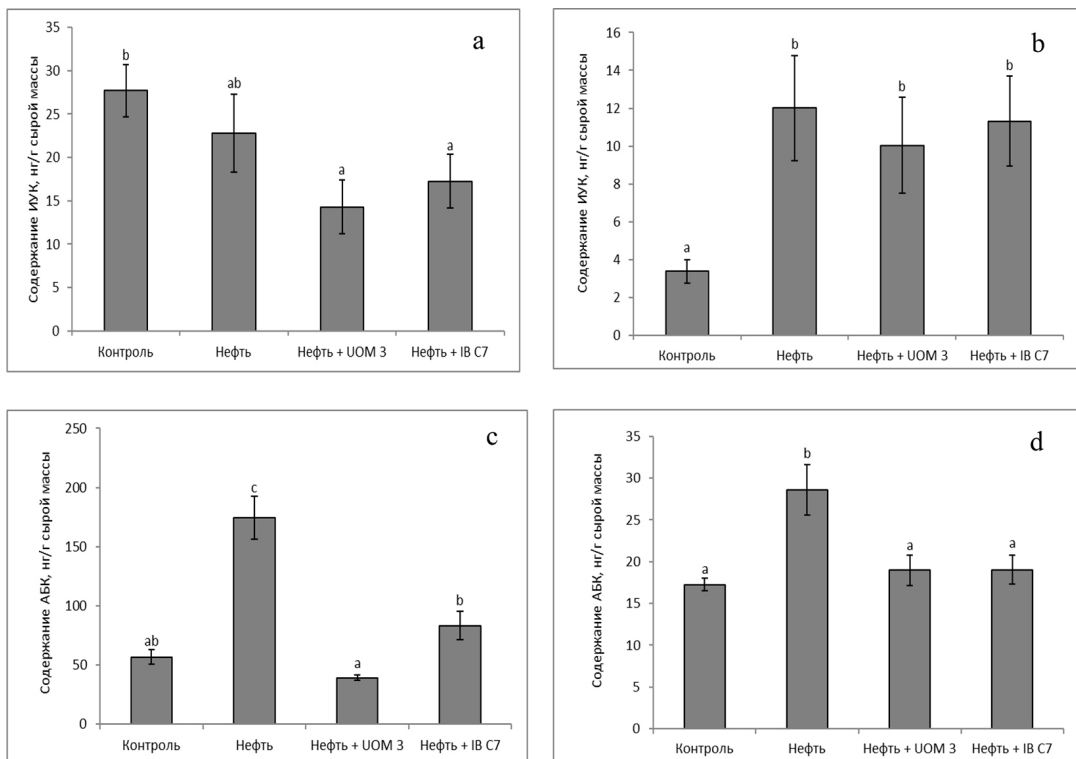 a
Содержание ИУК, нг/г сырой массы
35
30
25
20
15
10
5
0
b
ab
a
a
Контроль
Нефть
Нефть + UOM 3
Нефть + IB C7
b
Содержание ИУК, нг/г сырой массы
16
14
12
10
8
6
4
2
0
a
b
b
b
Контроль
Нефть
Нефть + UOM 3
Нефть + IB C7
c
Содержание АБК, нг/г сырой массы
250
200
150
100
50
0
ab
c
a
b
Контроль
Нефть
Нефть + UOM 3
Нефть + IB C7
d
Содержание АБК, нг/г сырой массы
35
30
25
20
15
10
5
0
a
b
a
a
Контроль
Нефть
Нефть + UOM 3
Нефть + IB C7